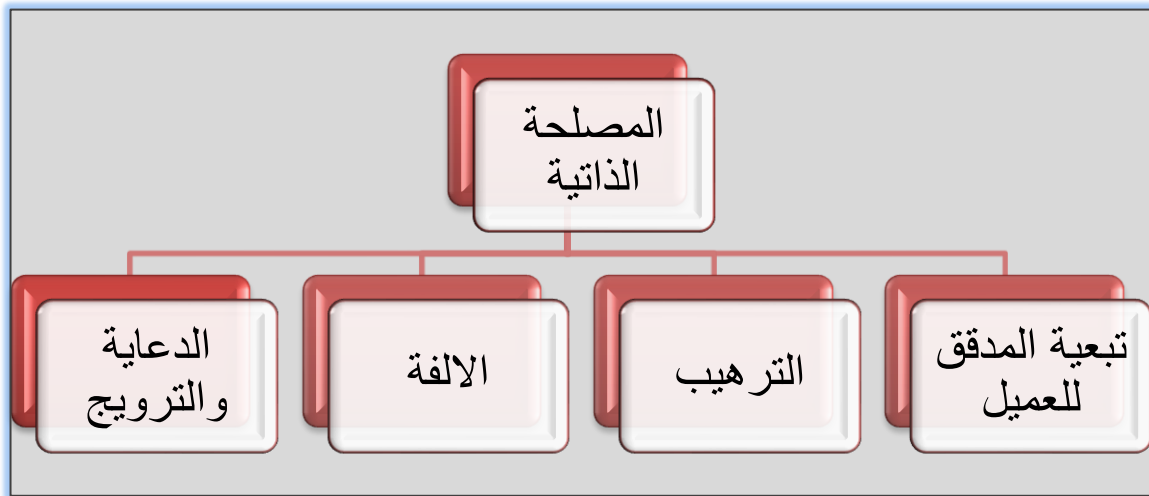 المصلحة
الذاتية
تبعية المدقق
للعميل
الترهيب
الالفة
الدعاية
والترويج